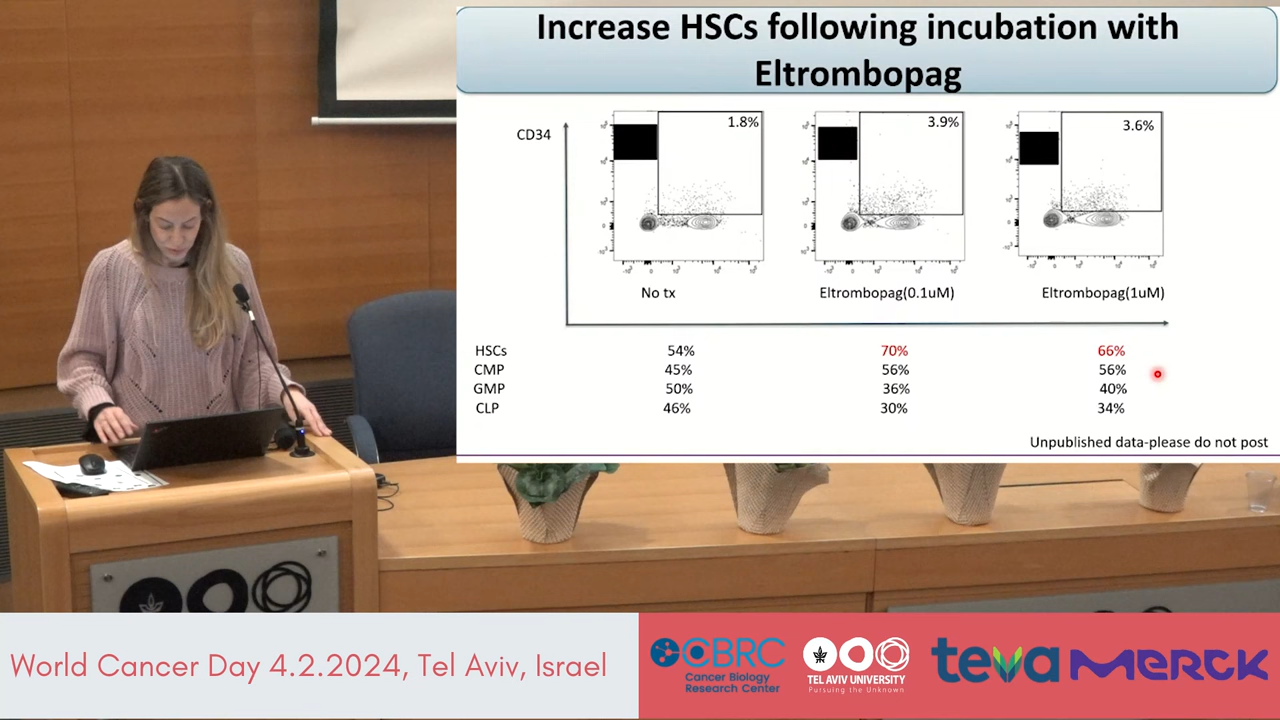 Increase HSCs following incubation with
Eltrombopag
CD34
1.8%
3.9%
3.6%
No tx
Eltrombopag(0.1uM)
Eltrombopag(1uM)
HSCs 54% 70% 66%
CMP 45% 56% 56%
GMP 50% 36% 40%
CLP 46% 30% 34%
Unpublished data-please do not post
World Cancer Day 4.2.2024, Tel Aviv, Israel
CBRC
Cancer Biology
Research Center
TEL AVIV UNIVERSITY
Pursuing the Unknown
teva
MERCK